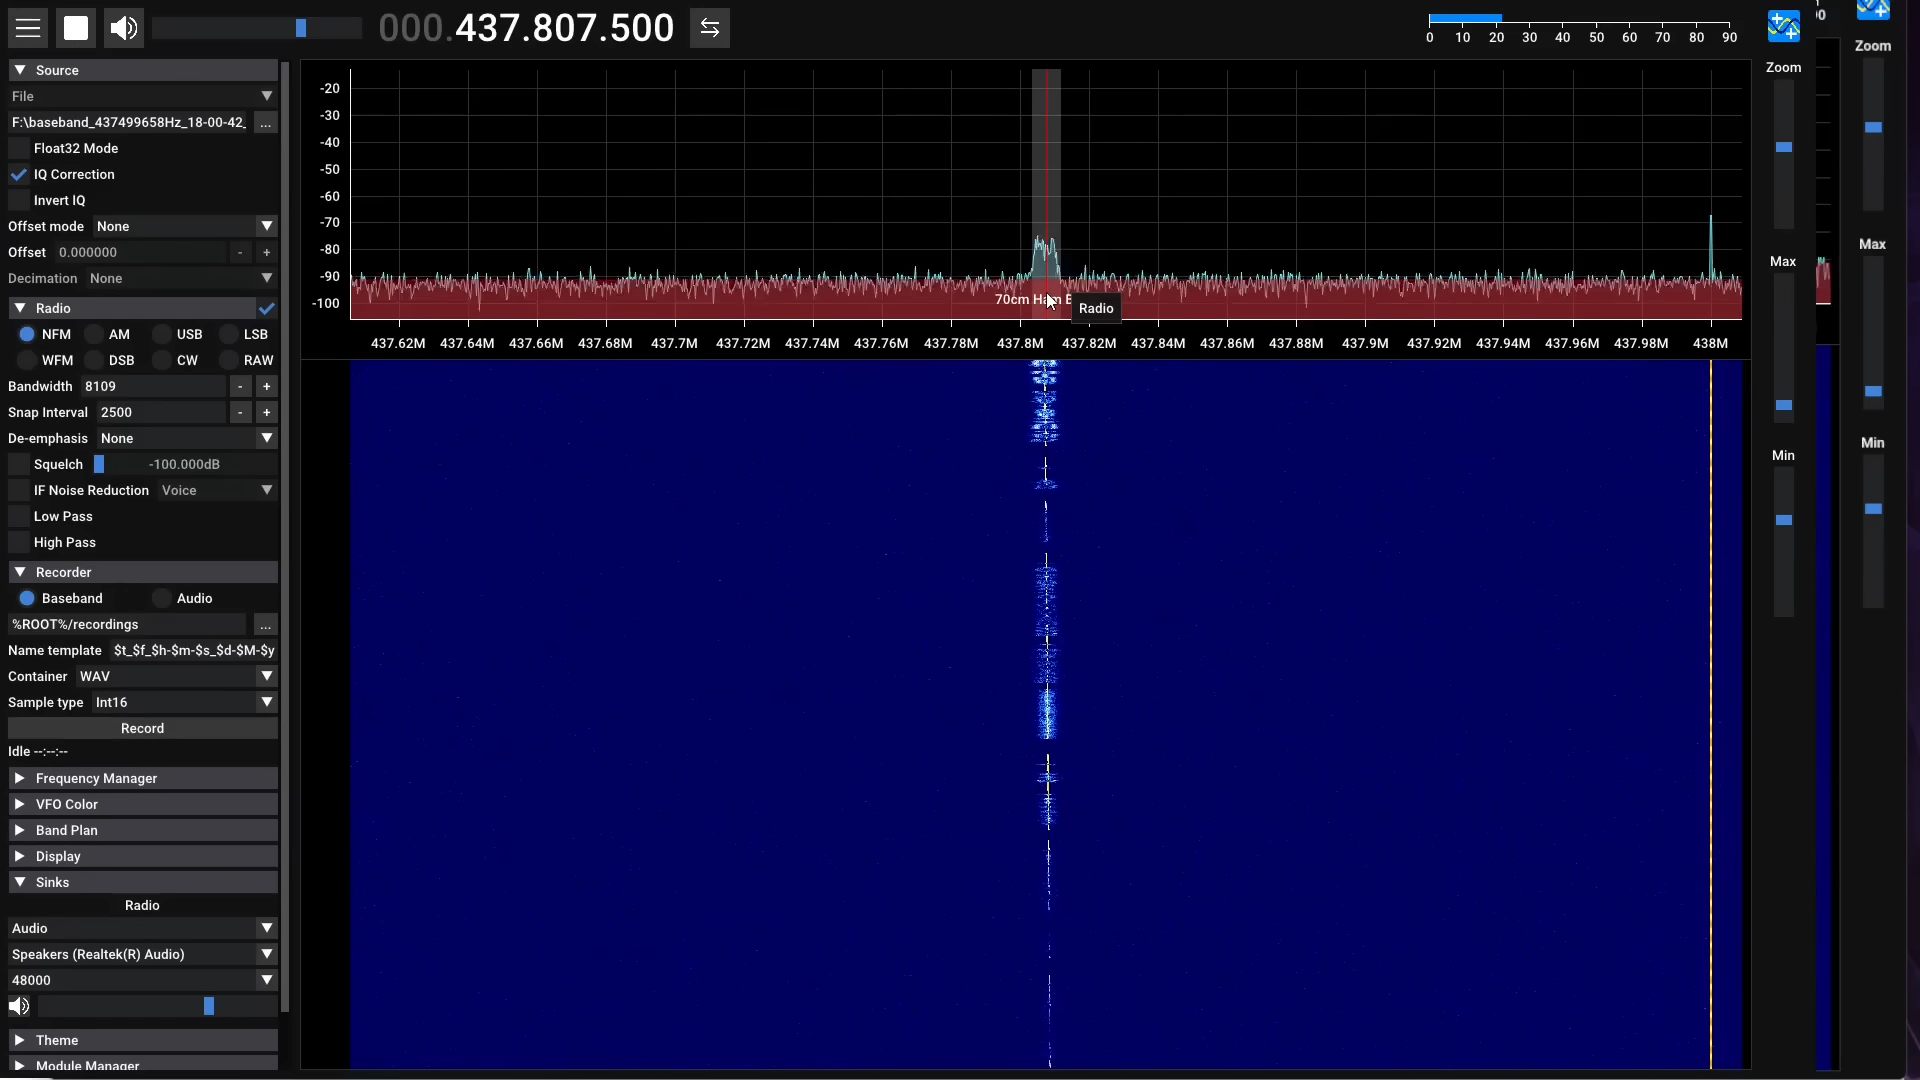 000.437.807.500
0 10 20 30 40 50 60 70 80 90
Source
File
F:\baseband_437499658Hz_18-00-42_
...
Float32 Mode
IQ Correction
Invert IQ
Offset mode None
Offset 0.000000 - +
Decimation None
Radio
NFM AM USB LSB
WFM DSB CW RAW
Bandwidth 8109 - +
Snap Interval 2500 - +
De-emphasis None
Squelch -100.000dB
IF Noise Reduction Voice
Low Pass
High Pass
Recorder
Baseband Audio
%ROOT%/recordings ...
Name template $t_$f_$h-$m-$s_$d-$M-$y
Container WAV
Sample type Int16
Record
Idle --:--:--
Frequency Manager
VFO Color
Band Plan
Display
Sinks
Radio
Audio
Speakers (Realtek(R) Audio)
48000
Theme
Module Manager
-20
-30
-40
-50
-60
-70
-80
-90
-100
70cm Ham B
Radio
437.62M 437.64M 437.66M 437.68M 437.7M 437.72M 437.74M 437.76M 437.78M 437.8M 437.82M 437.84M 437.86M 437.88M 437.9M 437.92M 437.94M 437.96M 437.98M 438M
Zoom
Max
Min
Zoom
Max
Min